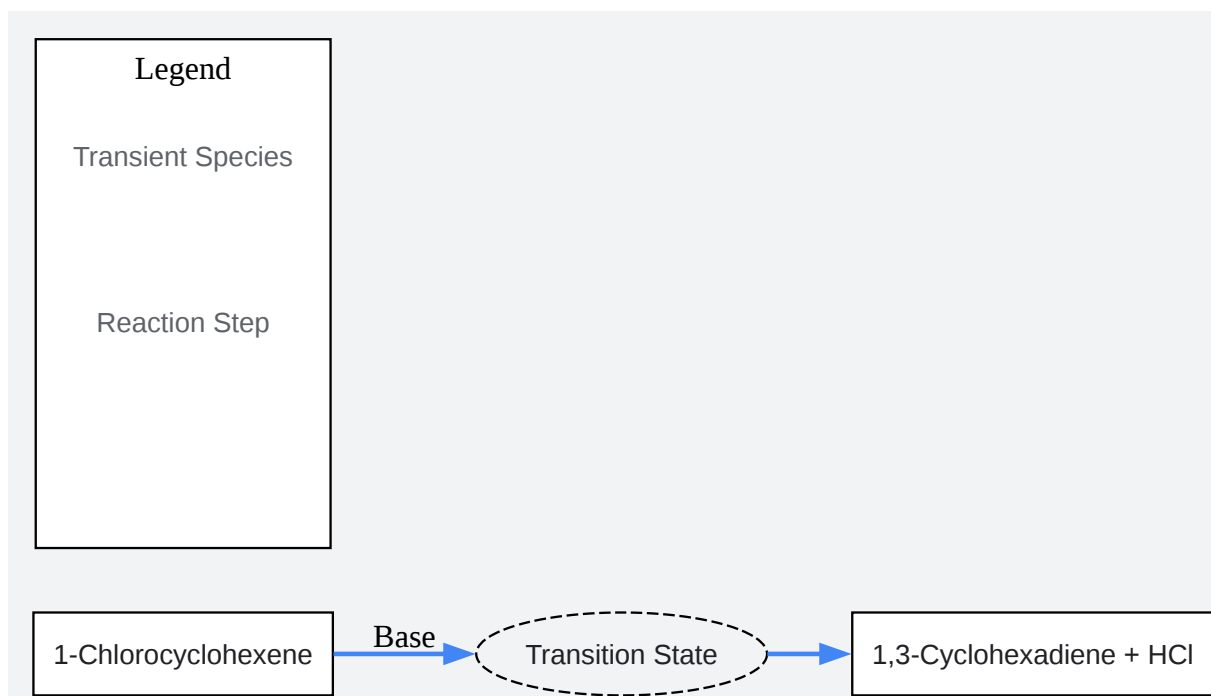 Legend
Transient Species
Reaction Step
1-Chlorocyclohexene
Base
Transition State
1,3-Cyclohexadiene + HCl